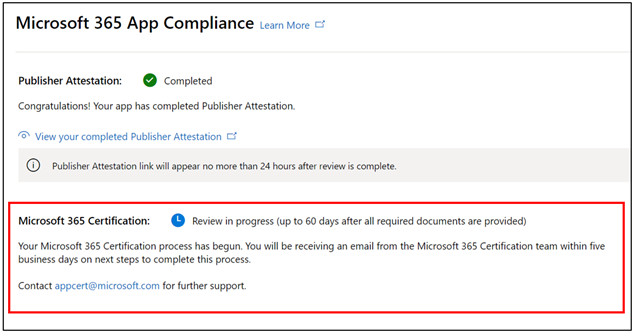 Microsoft 365 App Compliance Learn More
Publisher Attestation: Completed
Congratulations! Your app has completed Publisher Attestation.
View your completed Publisher Attestation
Publisher Attestation link will appear no more than 24 hours after review is complete.
Microsoft 365 Certification: Review in progress (up to 60 days after all required documents are provided)
Your Microsoft 365 Certification process has begun. You will be receiving an email from the Microsoft 365 Certification team within five
business days on next steps to complete this process.
Contact appcert@microsoft.com for further support.